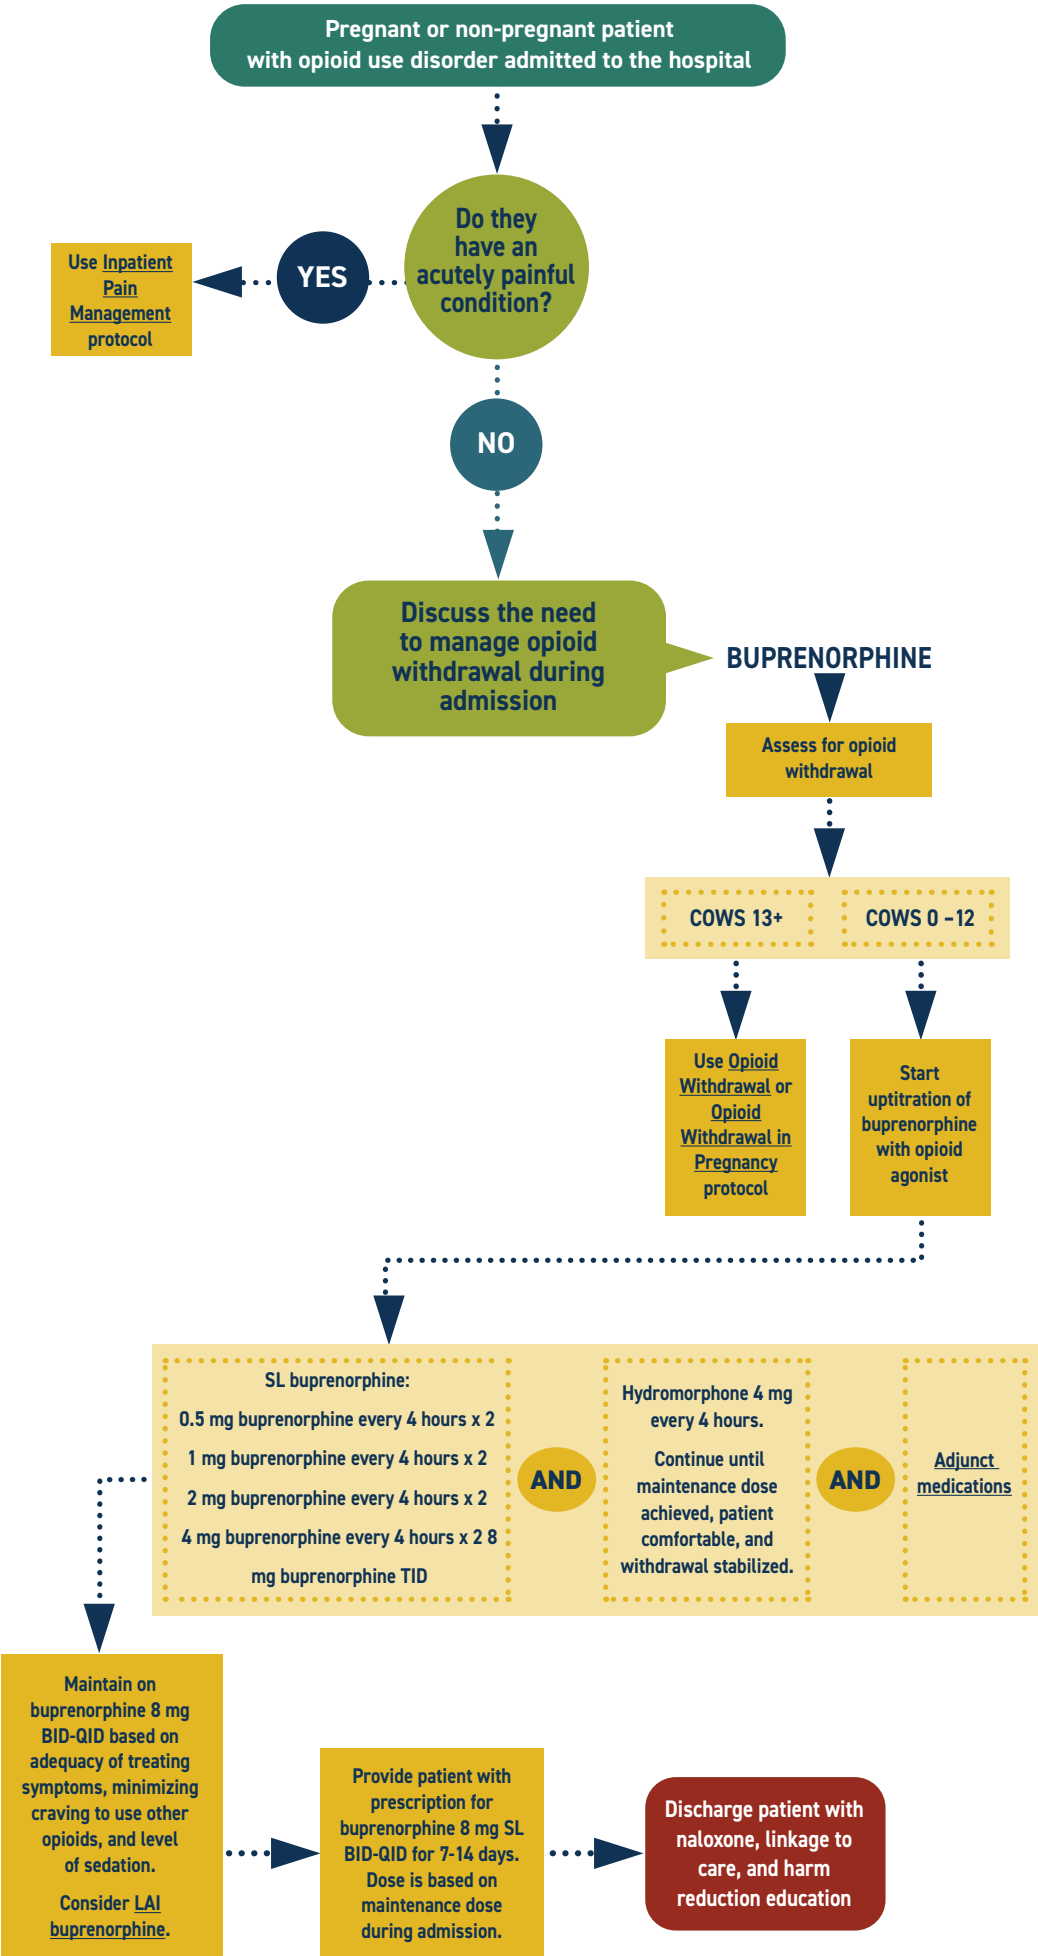 Pregnant or non-pregnant patient
with opioid use disorder admitted to the hospital
Do they
have an
acutely painful
condition?
YES
Use Inpatient
Pain
Management
protocol
NO
Discuss the need
to manage opioid
withdrawal during
admission
BUPRENORPHINE
Assess for opioid
withdrawal
COWS 13+
COWS 0 –12
Use Opioid
Withdrawal or
Opioid
Withdrawal in
Pregnancy
protocol
Start
uptitration of
buprenorphine
with opioid
agonist
SL buprenorphine:
0.5 mg buprenorphine every 4 hours x 2
1 mg buprenorphine every 4 hours x 2
2 mg buprenorphine every 4 hours x 2
4 mg buprenorphine every 4 hours x 2 8
mg buprenorphine TID
AND
Hydromorphone 4 mg
every 4 hours.
Continue until
maintenance dose
achieved, patient
comfortable, and
withdrawal stabilized.
AND
Adjunct
medications
Maintain on
buprenorphine 8 mg
BID-QID based on
adequacy of treating
symptoms, minimizing
craving to use other
opioids, and level
of sedation.
Consider LAI
buprenorphine.
Provide patient with
prescription for
buprenorphine 8 mg SL
BID-QID for 7-14 days.
Dose is based on
maintenance dose
during admission.
Discharge patient with
naloxone, linkage to
care, and harm
reduction education